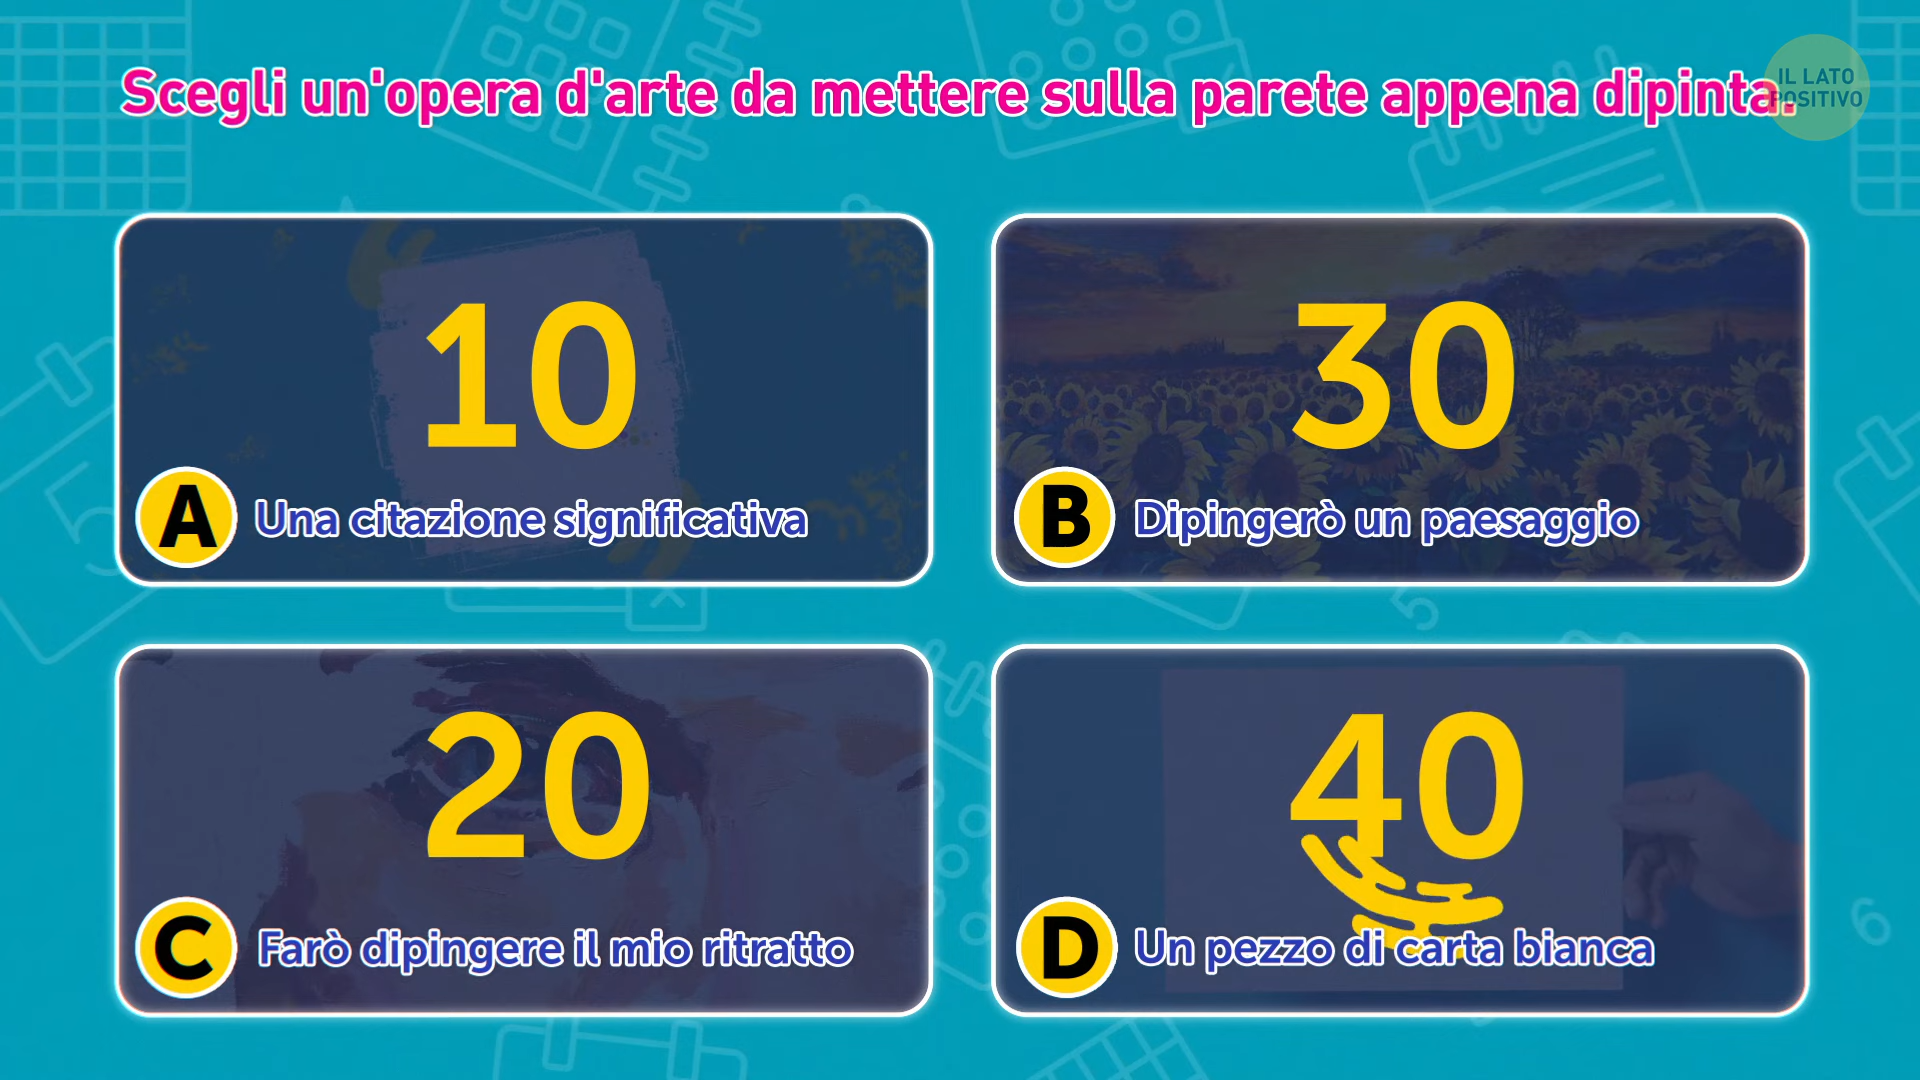 Scegli un'opera d'arte da mettere sulla parete appena dipinta.
IL LATO
POSITIVO
10
A Una citazione significativa
30
B Dipingerò un paesaggio
20
C Farò dipingere il mio ritratto
40
D Un pezzo di carta bianca